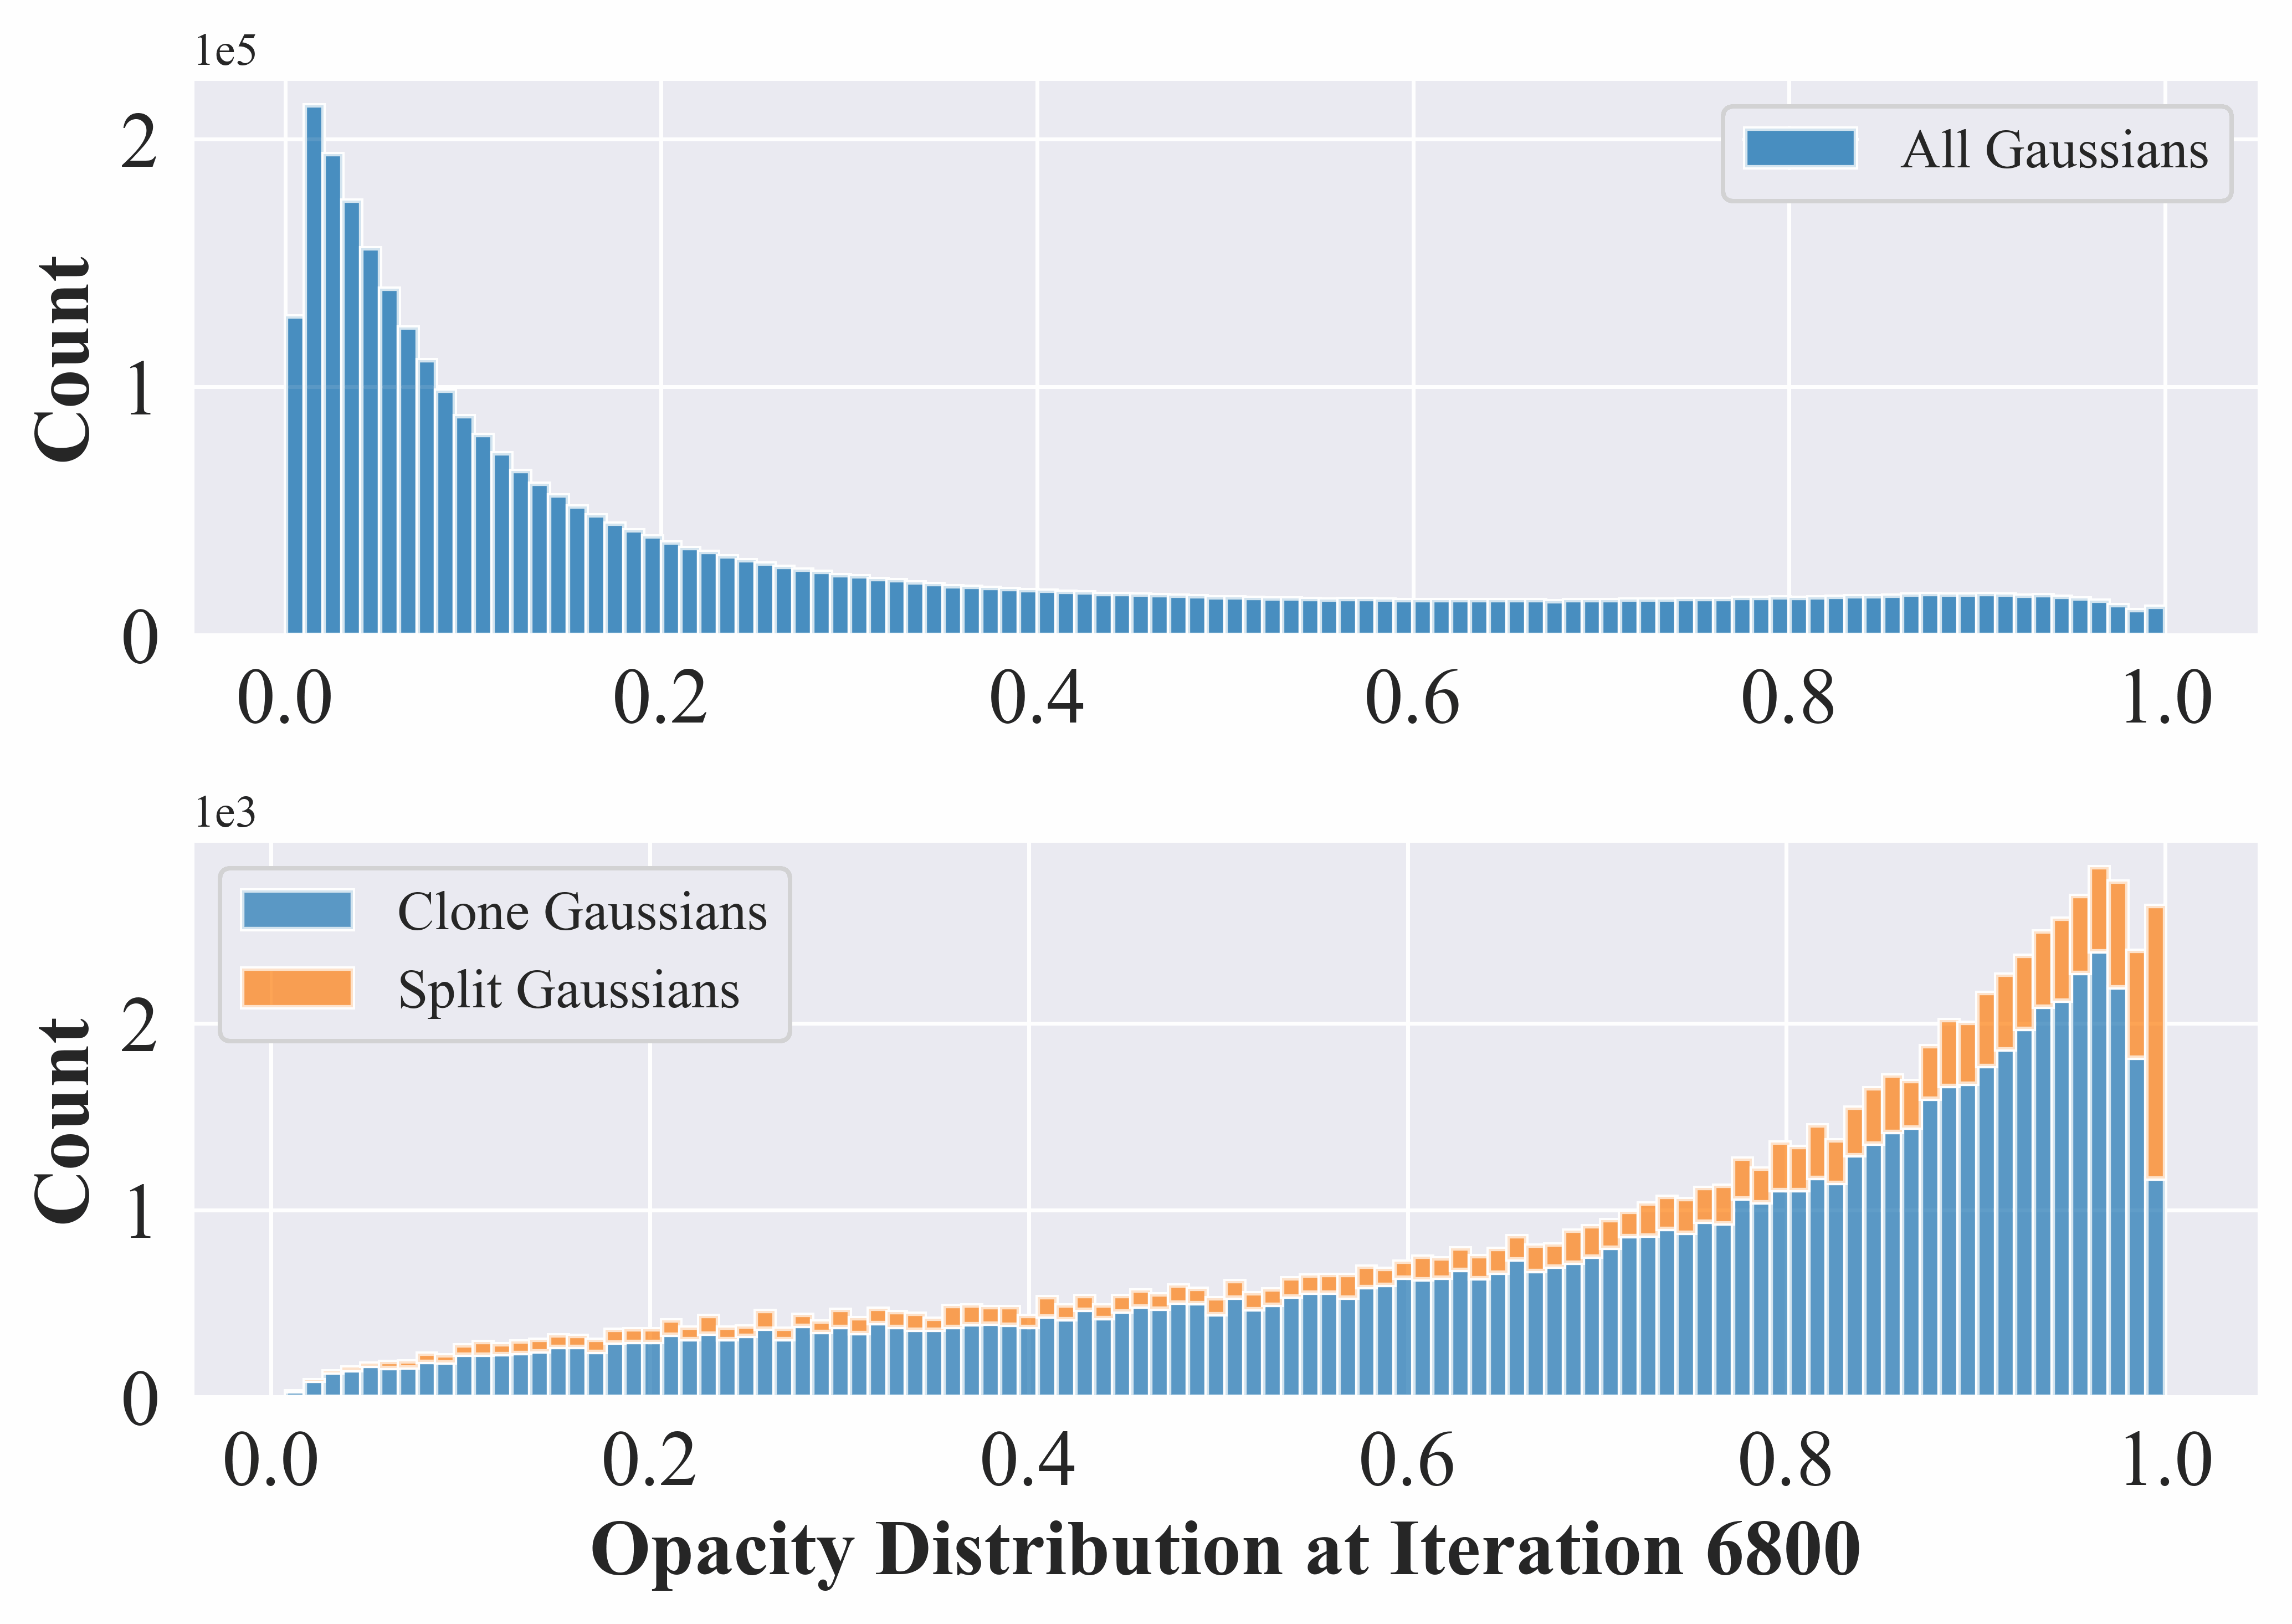 1e5
Count
2
1
0
All Gaussians
0.0 0.2 0.4 0.6 0.8 1.0
1e3
Count
2
1
0
Clone Gaussians
Split Gaussians
0.0 0.2 0.4 0.6 0.8 1.0
Opacity Distribution at Iteration 6800